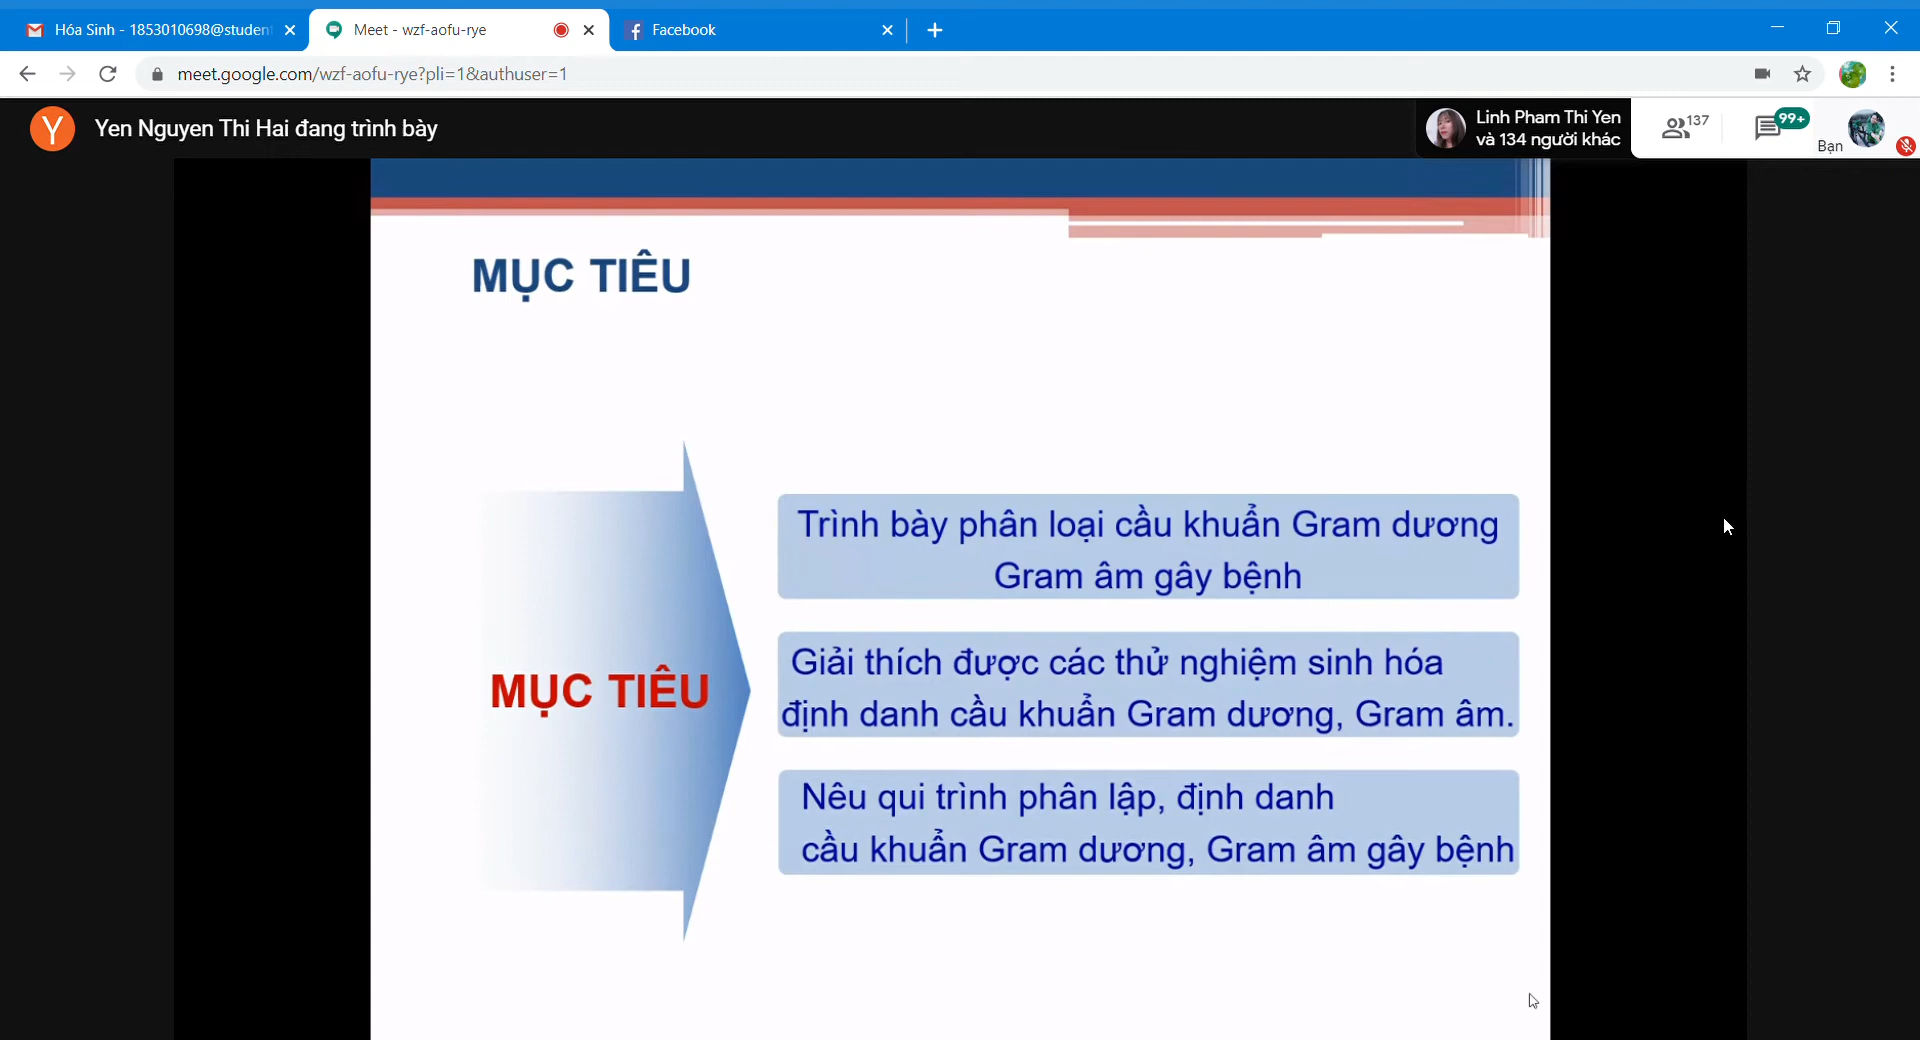 Hóa Sinh - 1853010698@student
Meet - wzf-aofu-rye
Facebook
meet.google.com/wzf-aofu-rye?pli=1&authuser=1
Y
Yen Nguyen Thi Hai đang trình bày
Linh Pham Thi Yen
và 134 người khác
137
99+
Bạn
MỤC TIÊU
MỤC TIÊU
Trình bày phân loại cầu khuẩn Gram dương
Gram âm gây bệnh
Giải thích được các thử nghiệm sinh hóa
định danh cầu khuẩn Gram dương, Gram âm.
Nêu qui trình phân lập, định danh
cầu khuẩn Gram dương, Gram âm gây bệnh